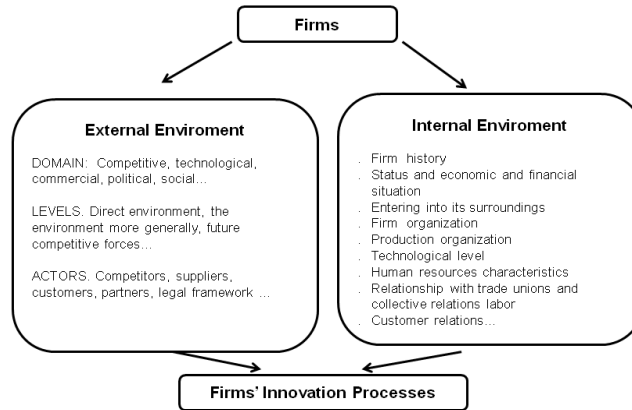 Firms
External Enviroment
DOMAIN: Competitive, technological,
commercial, political, social...
LEVELS. Direct environment, the
environment more generally, future
competitive forces...
ACTORS. Competitors, suppliers,
customers, partners, legal framework ...
Internal Enviroment
. Firm history
. Status and economic and financial
situation
. Entering into its surroundings
. Firm organization
. Production organization
. Technological level
. Human resources characteristics
. Relationship with trade unions and
collective relations labor
. Customer relations...
Firms' Innovation Processes